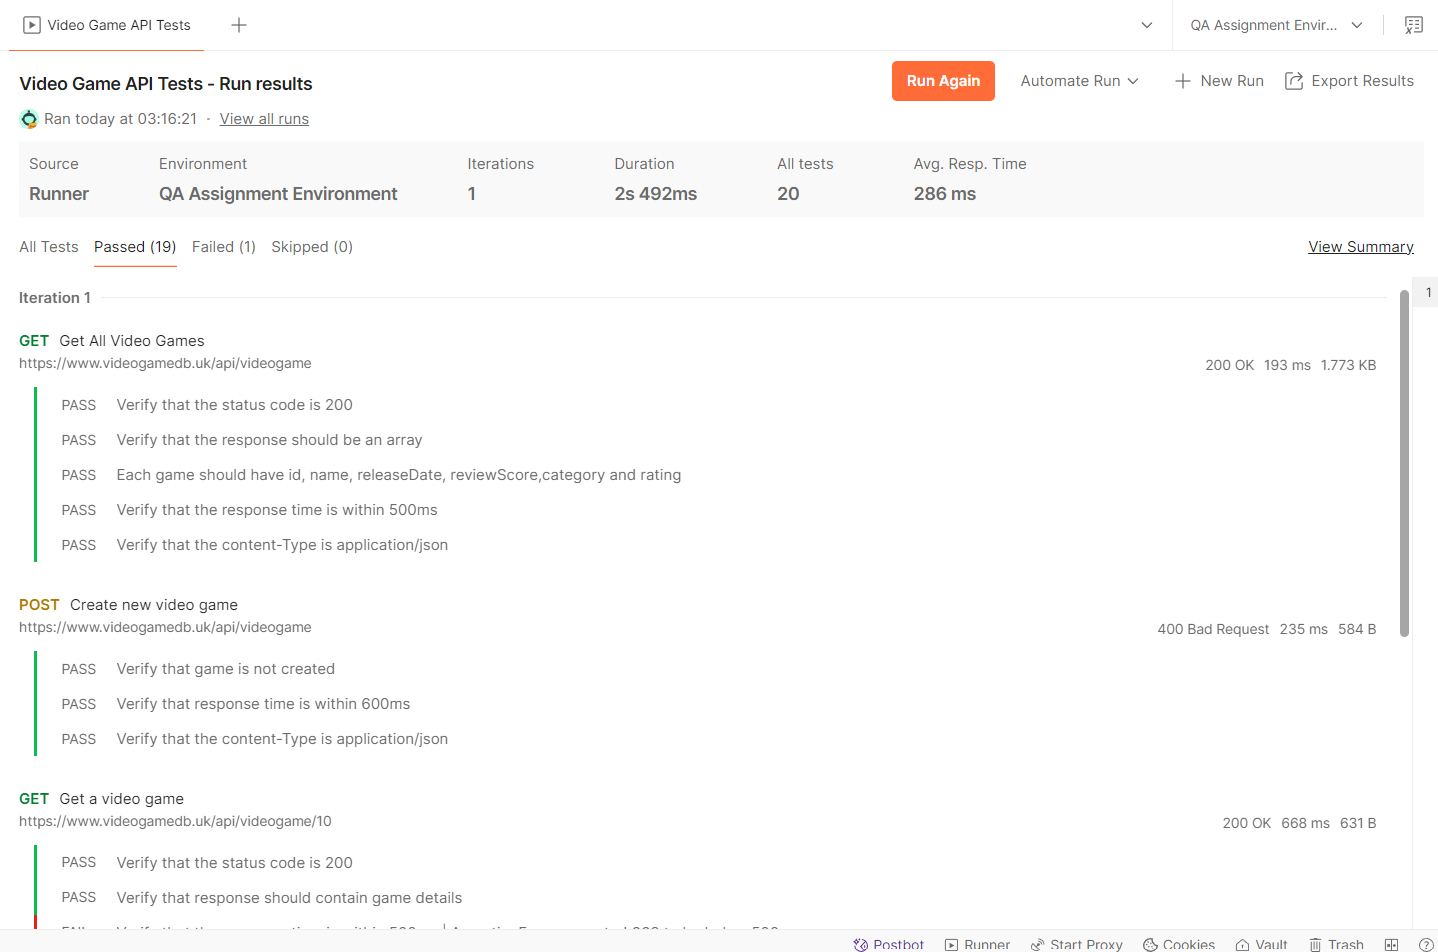 Video Game API Tests
QA Assignment Envir...
Video Game API Tests - Run results
Run Again
Automate Run
New Run
Export Results
Ran today at 03:16:21 · View all runs
Source
Environment
Iterations
Duration
All tests
Avg. Resp. Time
Runner
QA Assignment Environment
1
2s 492ms
20
286 ms
All Tests
Passed (19)
Failed (1)
Skipped (0)
View Summary
Iteration 1
1
GET Get All Video Games
https://www.videogamedb.uk/api/videogame
200 OK 193 ms 1.773 KB
PASS Verify that the status code is 200
PASS Verify that the response should be an array
PASS Each game should have id, name, releaseDate, reviewScore,category and rating
PASS Verify that the response time is within 500ms
PASS Verify that the content-Type is application/json
POST Create new video game
https://www.videogamedb.uk/api/videogame
400 Bad Request 235 ms 584 B
PASS Verify that game is not created
PASS Verify that response time is within 600ms
PASS Verify that the content-Type is application/json
GET Get a video game
https://www.videogamedb.uk/api/videogame/10
200 OK 668 ms 631 B
PASS Verify that the status code is 200
PASS Verify that response should contain game details
Postbot
Runner
Start Proxy
Cookies
Vault
Trash